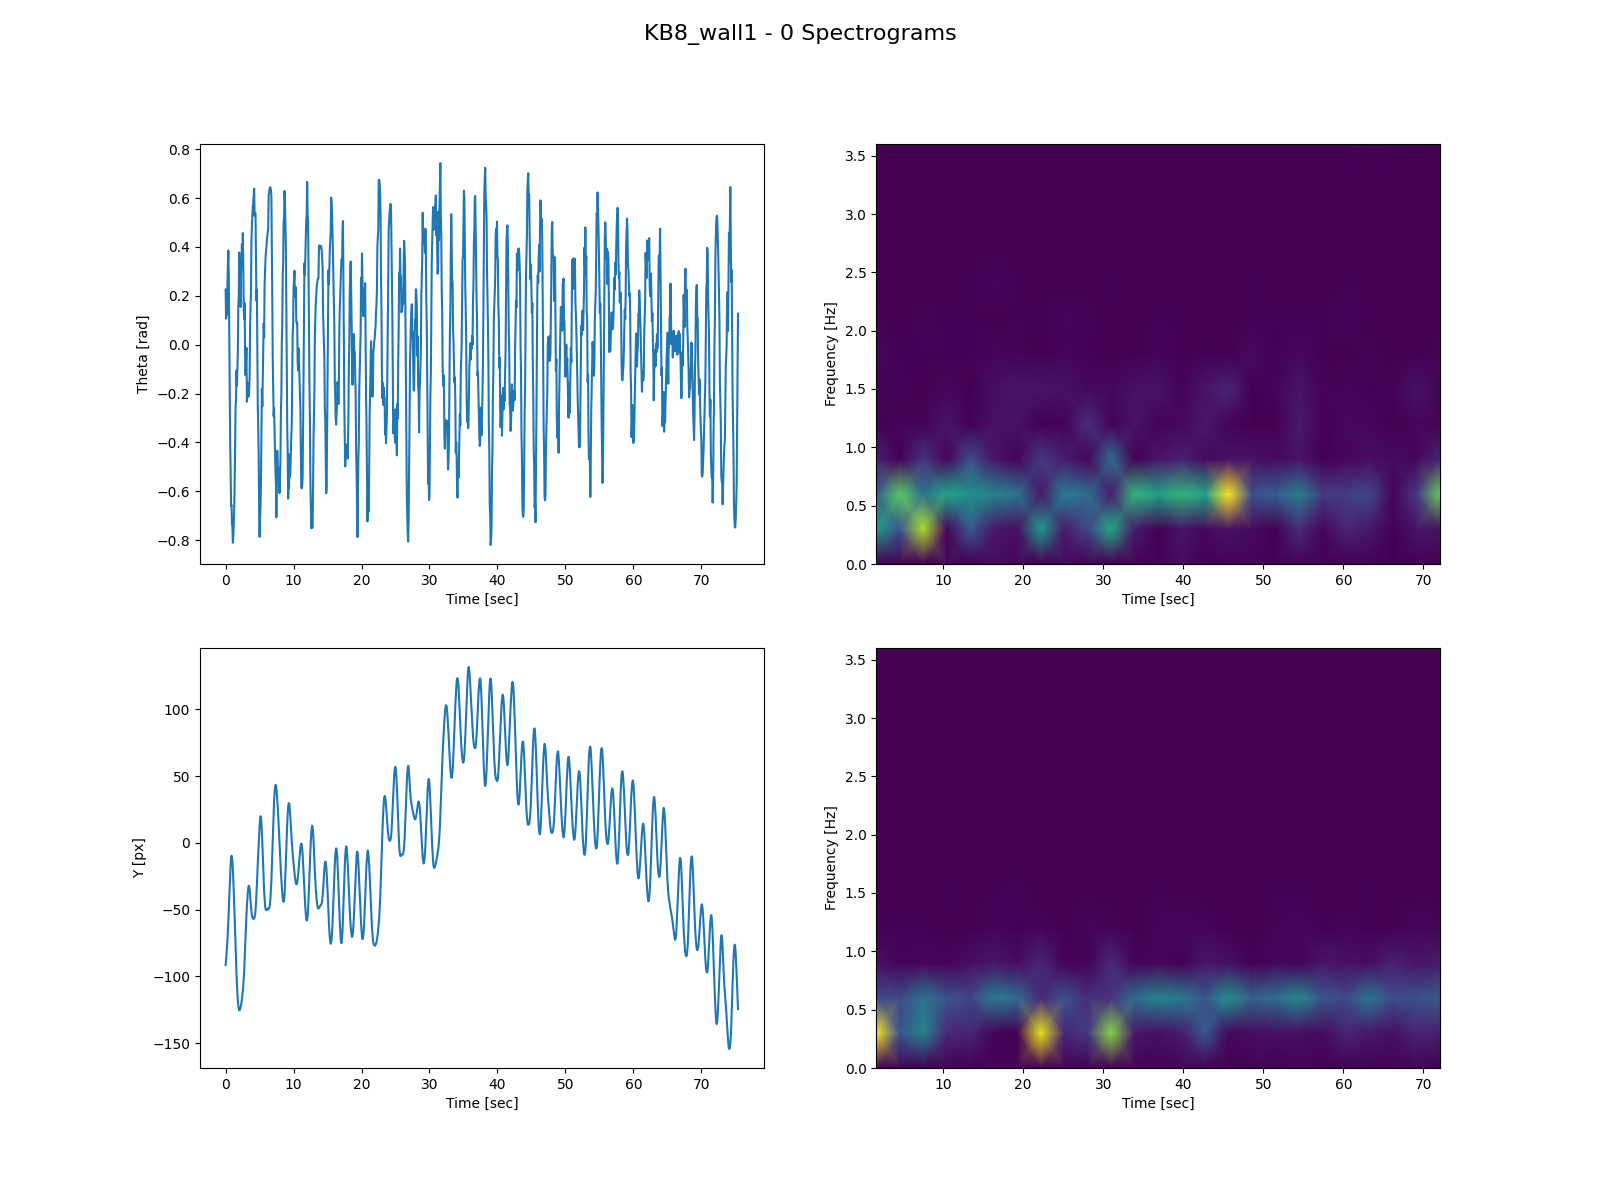 KB8_wall1 - 0 Spectrograms
0.8
0.6
0.4
0.2
0.0
−0.2
−0.4
−0.6
−0.8
Theta [rad]
0 10 20 30 40 50 60 70
Time [sec]
3.5
3.0
2.5
2.0
1.5
1.0
0.5
0.0
Frequency [Hz]
10 20 30 40 50 60 70
Time [sec]
100
50
0
−50
−100
−150
Y [px]
0 10 20 30 40 50 60 70
Time [sec]
3.5
3.0
2.5
2.0
1.5
1.0
0.5
0.0
Frequency [Hz]
10 20 30 40 50 60 70
Time [sec]